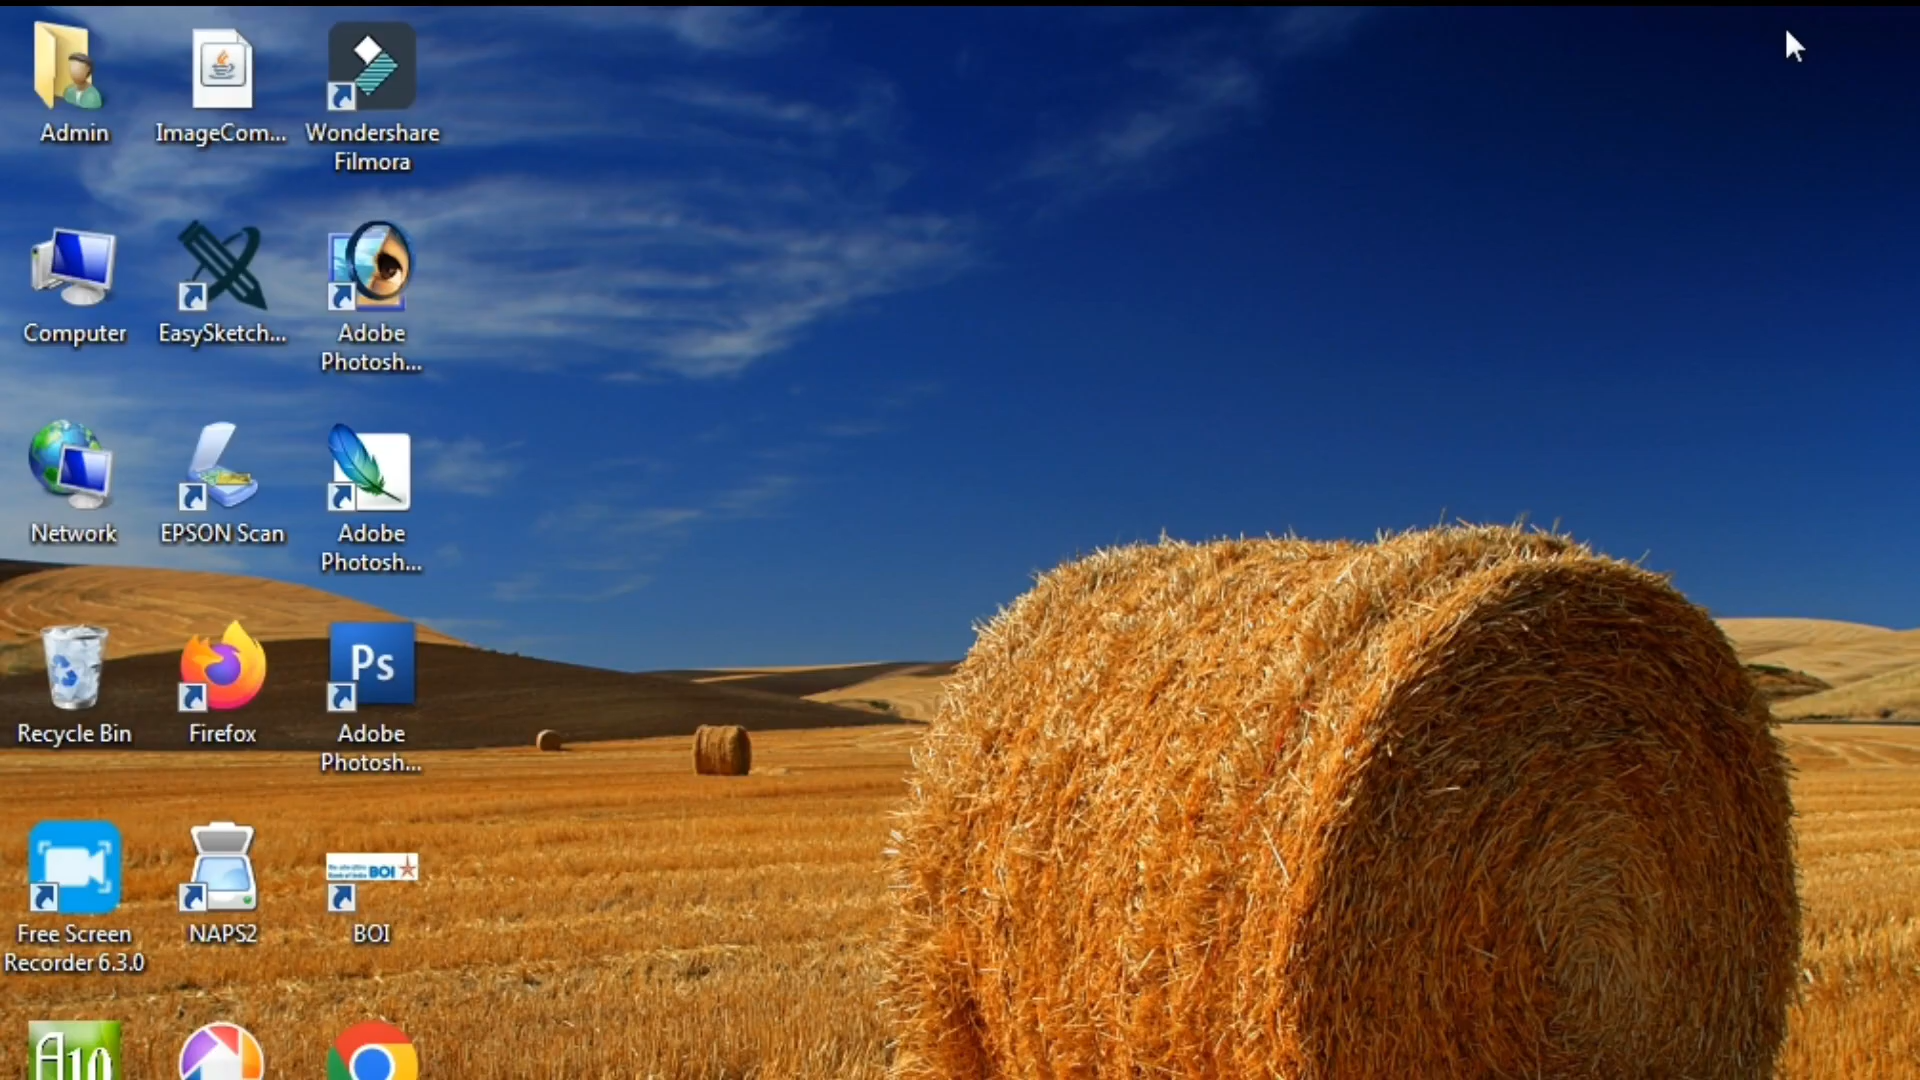 Admin
ImageCom...
Wondershare
Filmora
Computer
EasySketch...
Adobe
Photosh...
Network
EPSON Scan
Adobe
Photosh...
Recycle Bin
Firefox
Ps
Adobe
Photosh...
Free Screen
Recorder 6.3.0
NAPS2
BOI
BOI
A10